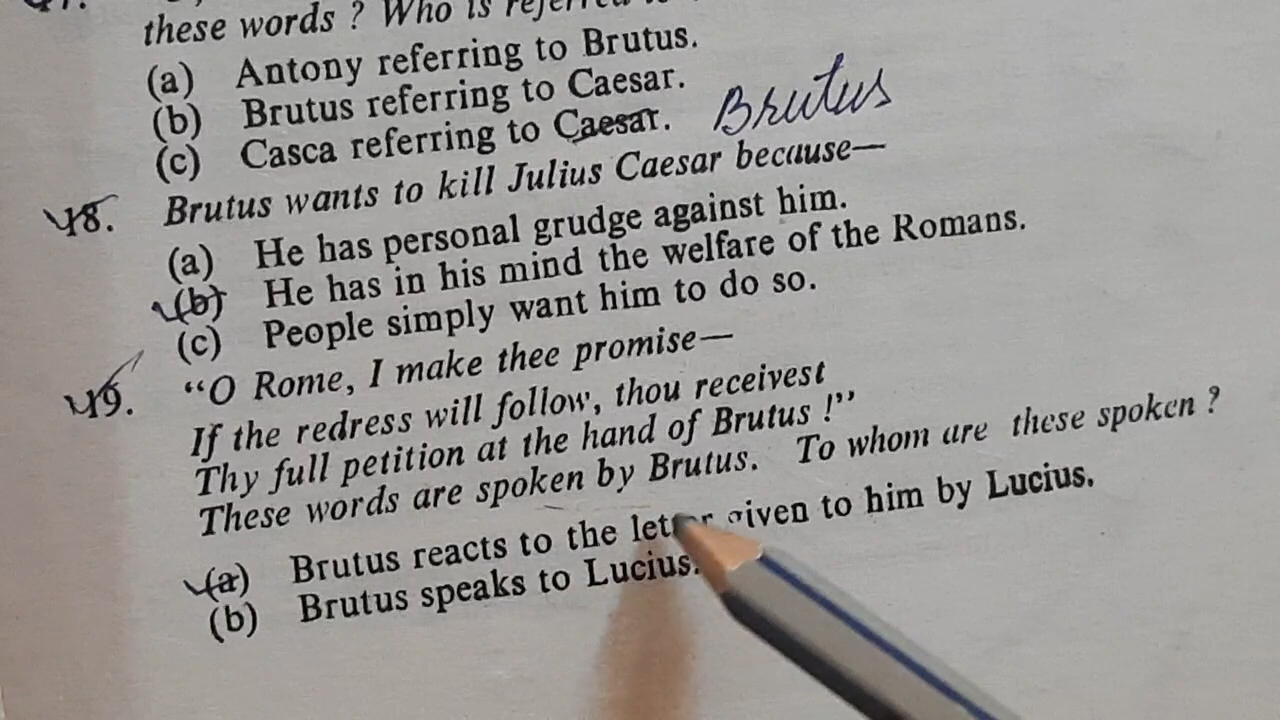 these words ? Who is referred to
(a) Antony referring to Brutus.
(b) Brutus referring to Caesar.
(c) Casca referring to Caesar. Brutus
48. Brutus wants to kill Julius Caesar because—
(a) He has personal grudge against him.
(b) He has in his mind the welfare of the Romans.
(c) People simply want him to do so.
49. “O Rome, I make thee promise—
If the redress will follow, thou receivest
Thy full petition at the hand of Brutus !”
These words are spoken by Brutus. To whom are these spoken ?
(a) Brutus reacts to the letter given to him by Lucius.
(b) Brutus speaks to Lucius.